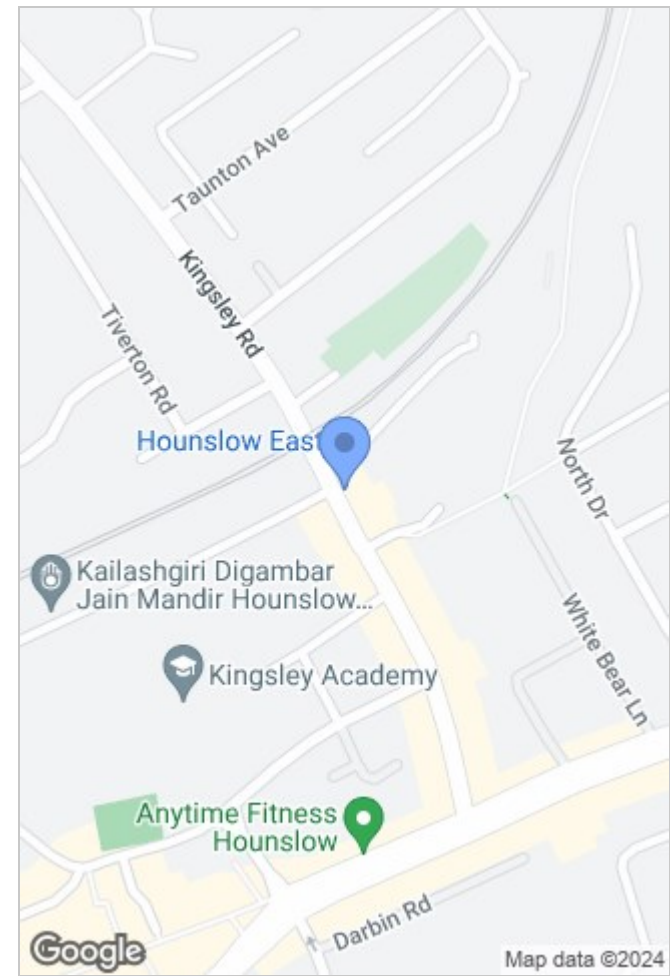 Taunton Ave
Kingsley Rd
Tiverton Rd
Hounslow East
North Dr
Kailashgiri Digambar
Jain Mandir Hounslow...
White Bear Ln
Kingsley Academy
Anytime Fitness
Hounslow
Darbin Rd
Google
Map data ©2024